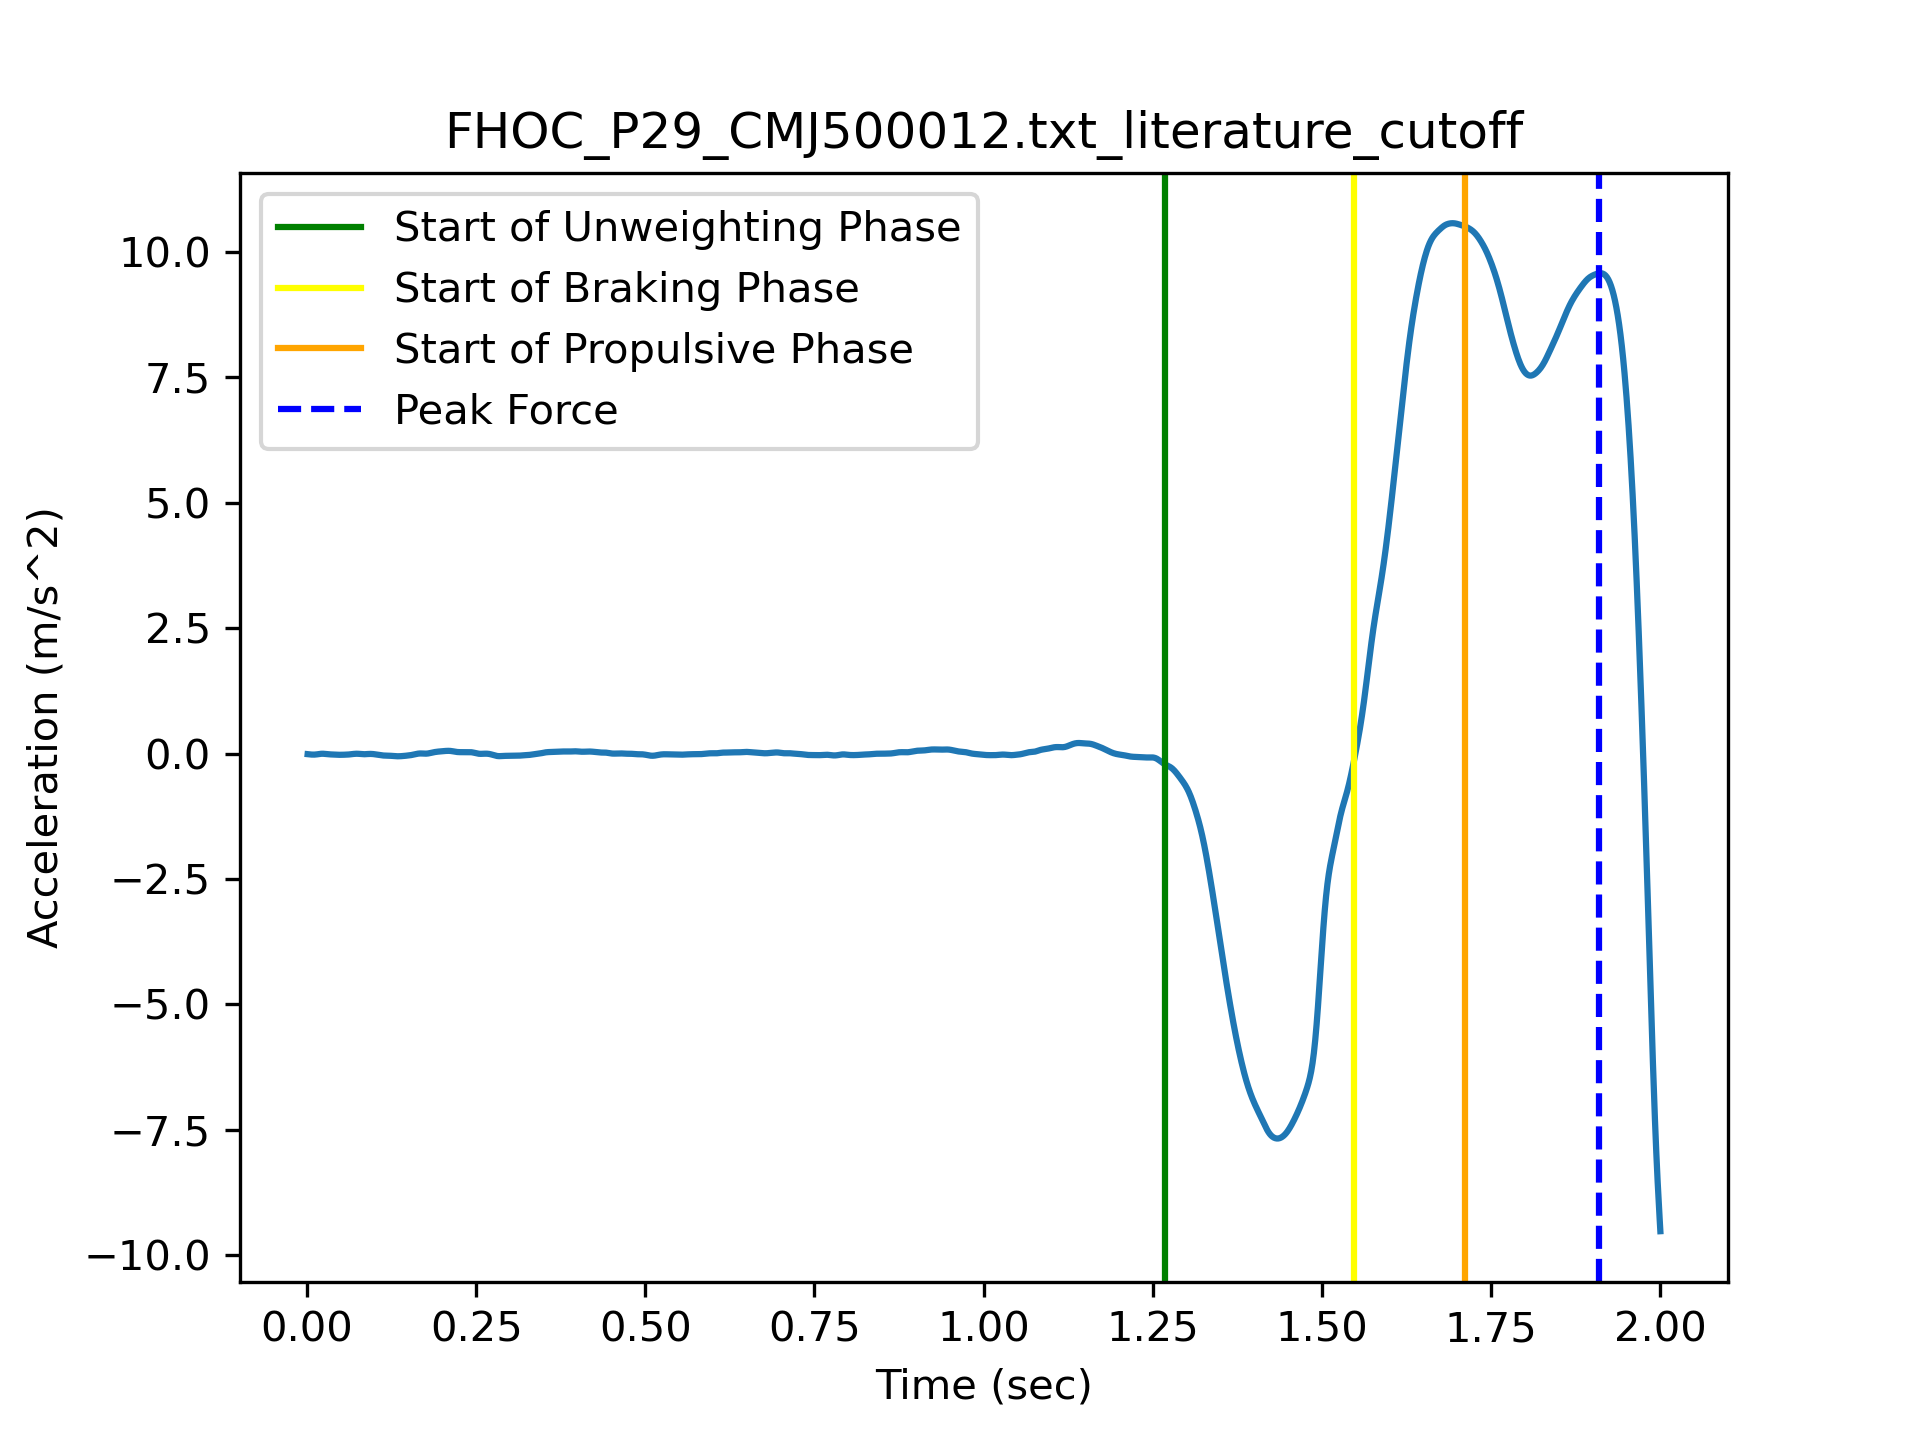 FHOC_P29_CMJ500012.txt_literature_cutoff
Start of Unweighting Phase
Start of Braking Phase
Start of Propulsive Phase
Peak Force
10.0
7.5
5.0
2.5
0.0
−2.5
−5.0
−7.5
−10.0
Acceleration (m/s^2)
0.00 0.25 0.50 0.75 1.00 1.25 1.50 1.75 2.00
Time (sec)